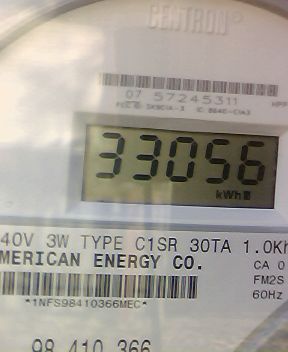 CENTRON®
07 57245311
33056
kWh
40V 3W TYPE C1SR 30TA 1.0Kh
MERICAN ENERGY CO.
CA 0
FM2S
*1NFS98410366MEC*
60Hz
98 410 366